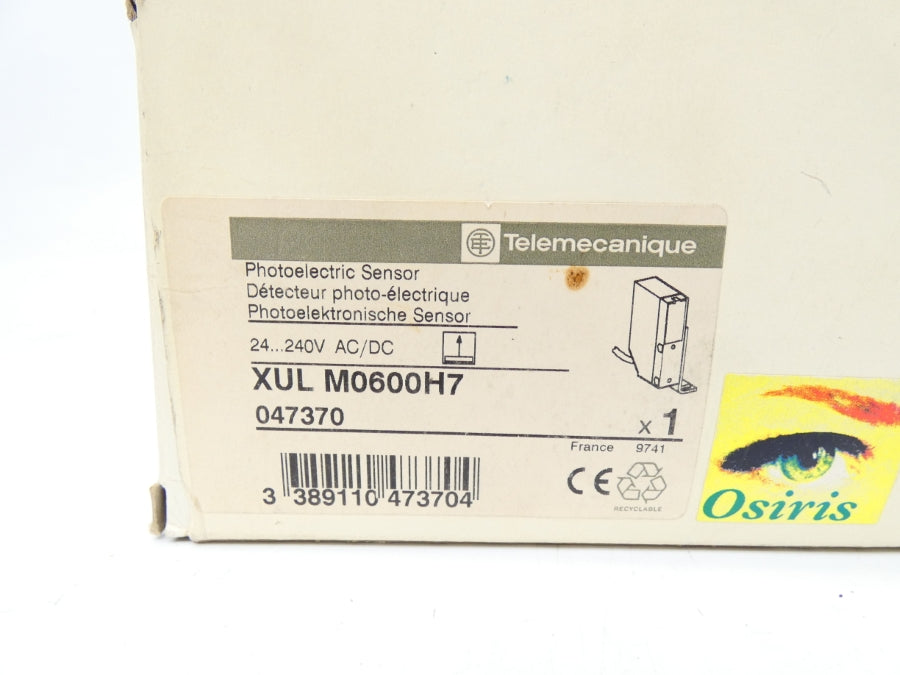 Telemecanique
Photoelectric Sensor
Détecteur photo-électrique
Photoelektronische Sensor
24...240V AC/DC
XUL M0600H7
047370
x 1
France 9741
3 389110 473704
CE
RECYCLABLE
Osiris